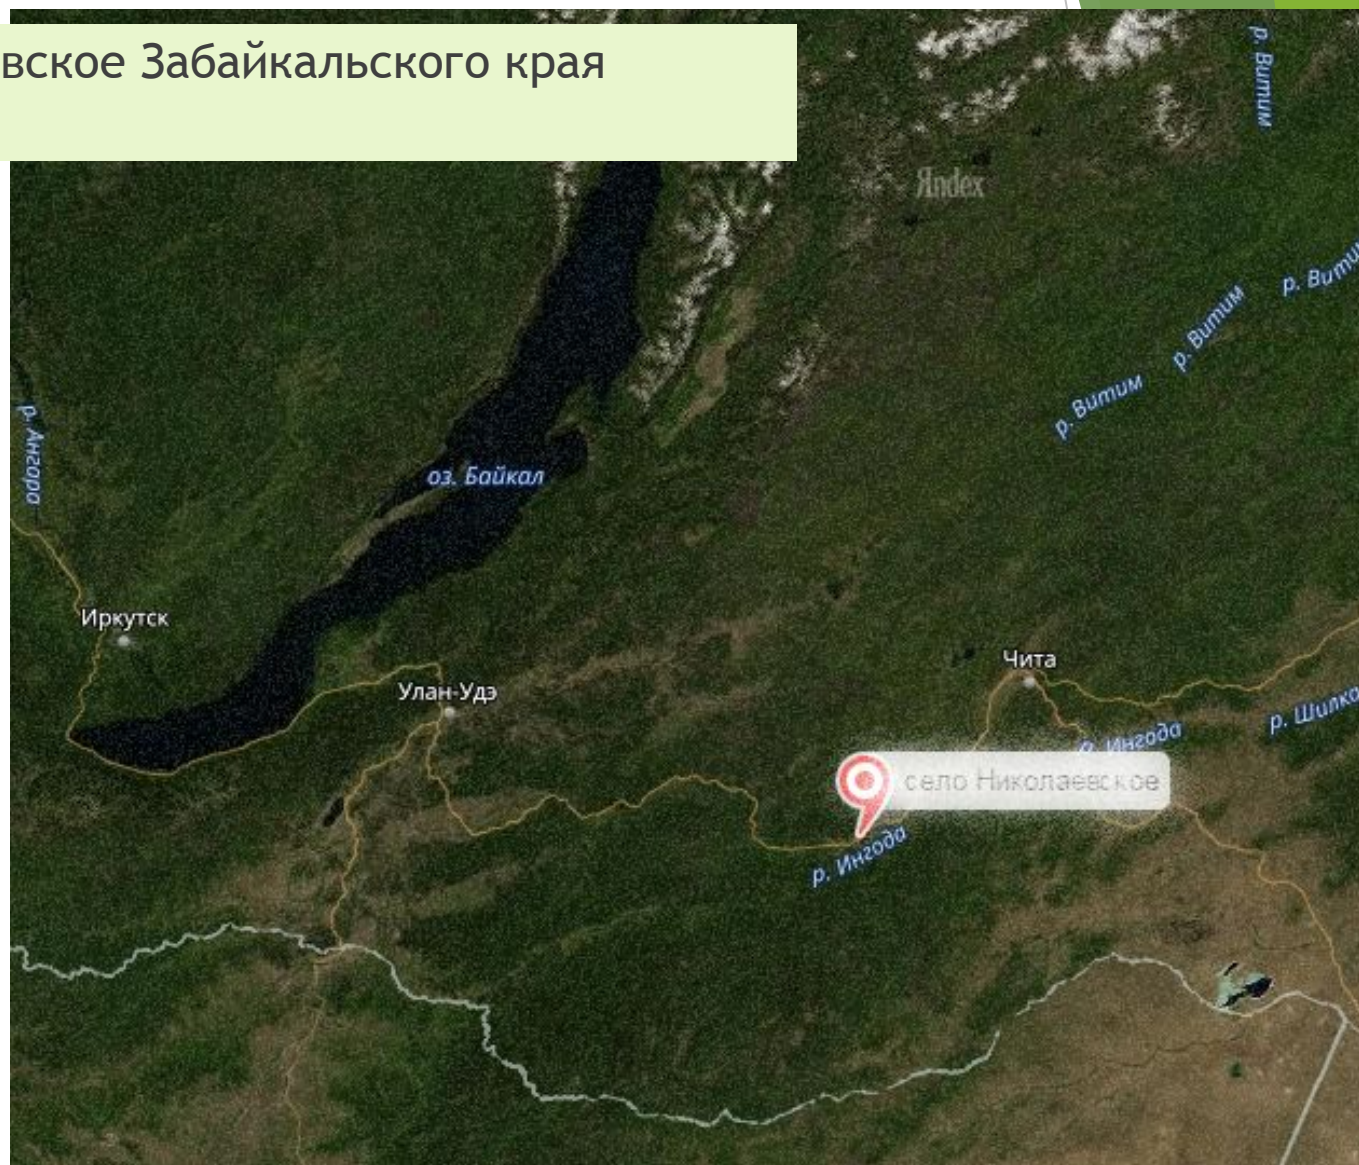 вское Забайкальского края
р. Витим
Яndex
р. Витим
р. Витим
р. Витим
р. Ангара
оз. Байкал
Иркутск
Чита
Улан-Удэ
р. Шилка
р. Ингода
село Николаевское
р. Ингода